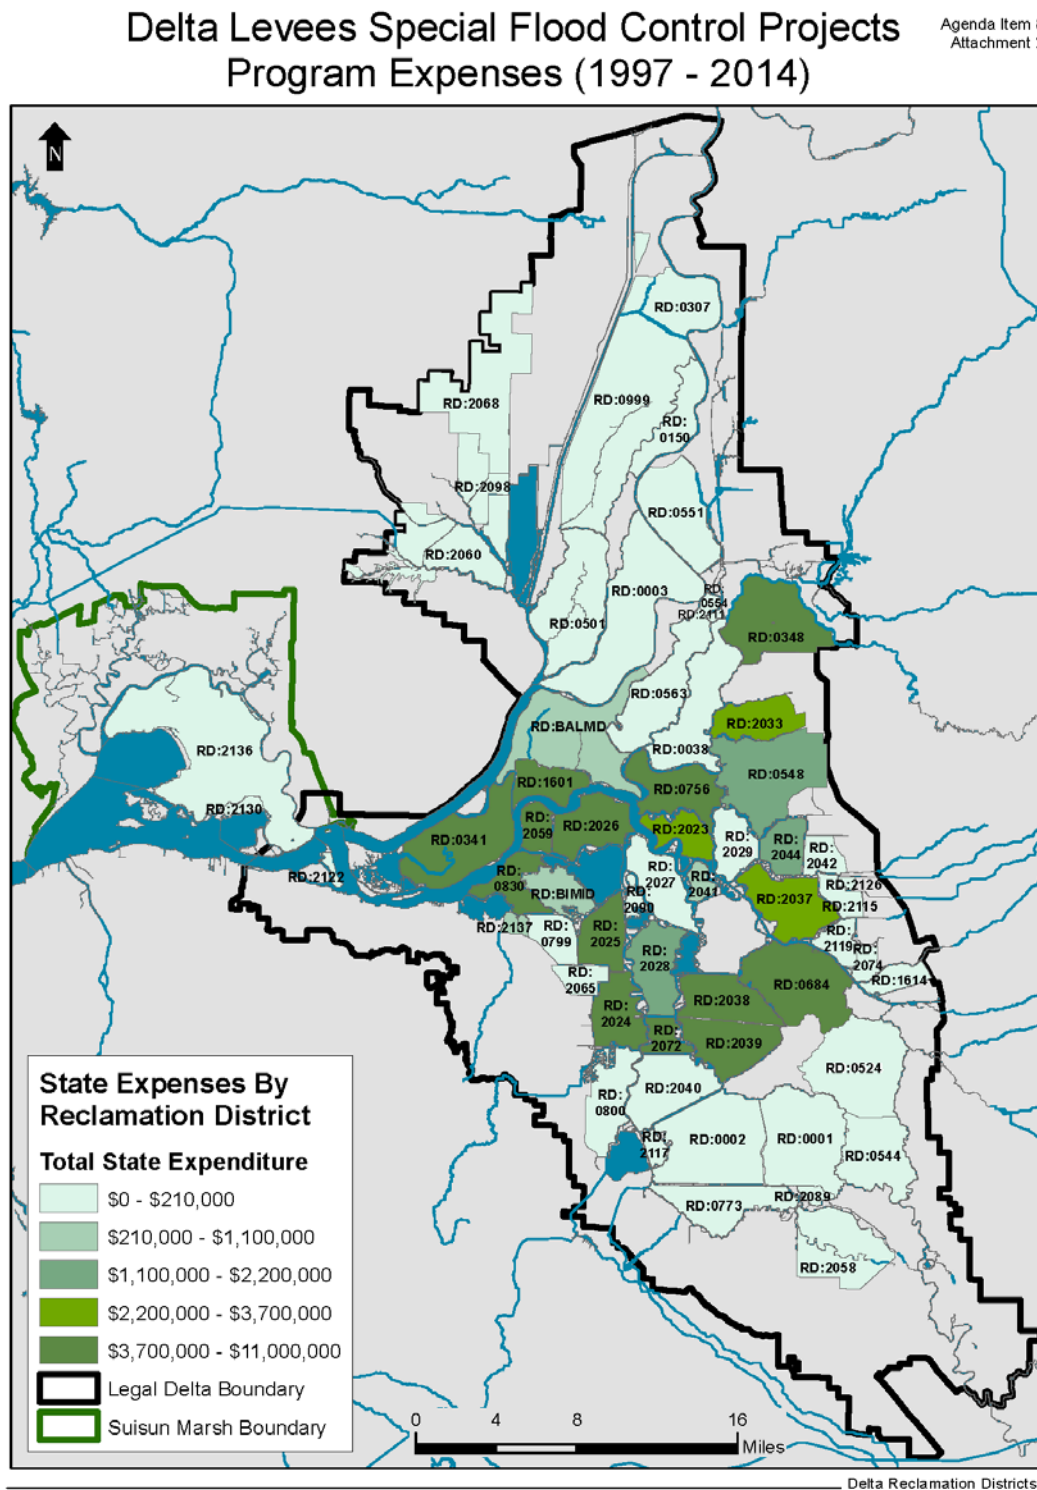 Delta Levees Special Flood Control Projects
Program Expenses (1997 - 2014)
Agenda Item
Attachment
N
RD:0307
RD:2068
RD:0999
RD:
0150
RD:2098
RD:0551
RD:2060
RD:0003
RD:
0554
RD:2111
RD:0501
RD:0348
RD:0563
RD:2033
RD:BALMD
RD:2136
RD:0038
RD:0548
RD:1601
RD:0756
RD:2130
RD:0341
RD:
2059
RD:2026
RD:2023
RD:
2029
RD:
2044
RD:
2042
RD:2122
RD:
0830
RD:BIMID
RD:
2027
RD:
2041
RD:
2090
RD:2037
RD:2126
RD:2115
RD:2137
RD:
0799
RD:
2025
RD:
2028
RD:
2119
RD:
2074
RD:
2065
RD:0684
RD:1614
RD:
2024
RD:2038
RD:
2072
RD:2039
RD:0524
RD:2040
RD:
0800
RD:
2117
RD:0002
RD:0001
RD:0544
RD:0773
RD:2089
RD:2058
State Expenses By
Reclamation District
Total State Expenditure
$0 - $210,000
$210,000 - $1,100,000
$1,100,000 - $2,200,000
$2,200,000 - $3,700,000
$3,700,000 - $11,000,000
Legal Delta Boundary
Suisun Marsh Boundary
0 4 8 16
Miles
Delta Reclamation Districts